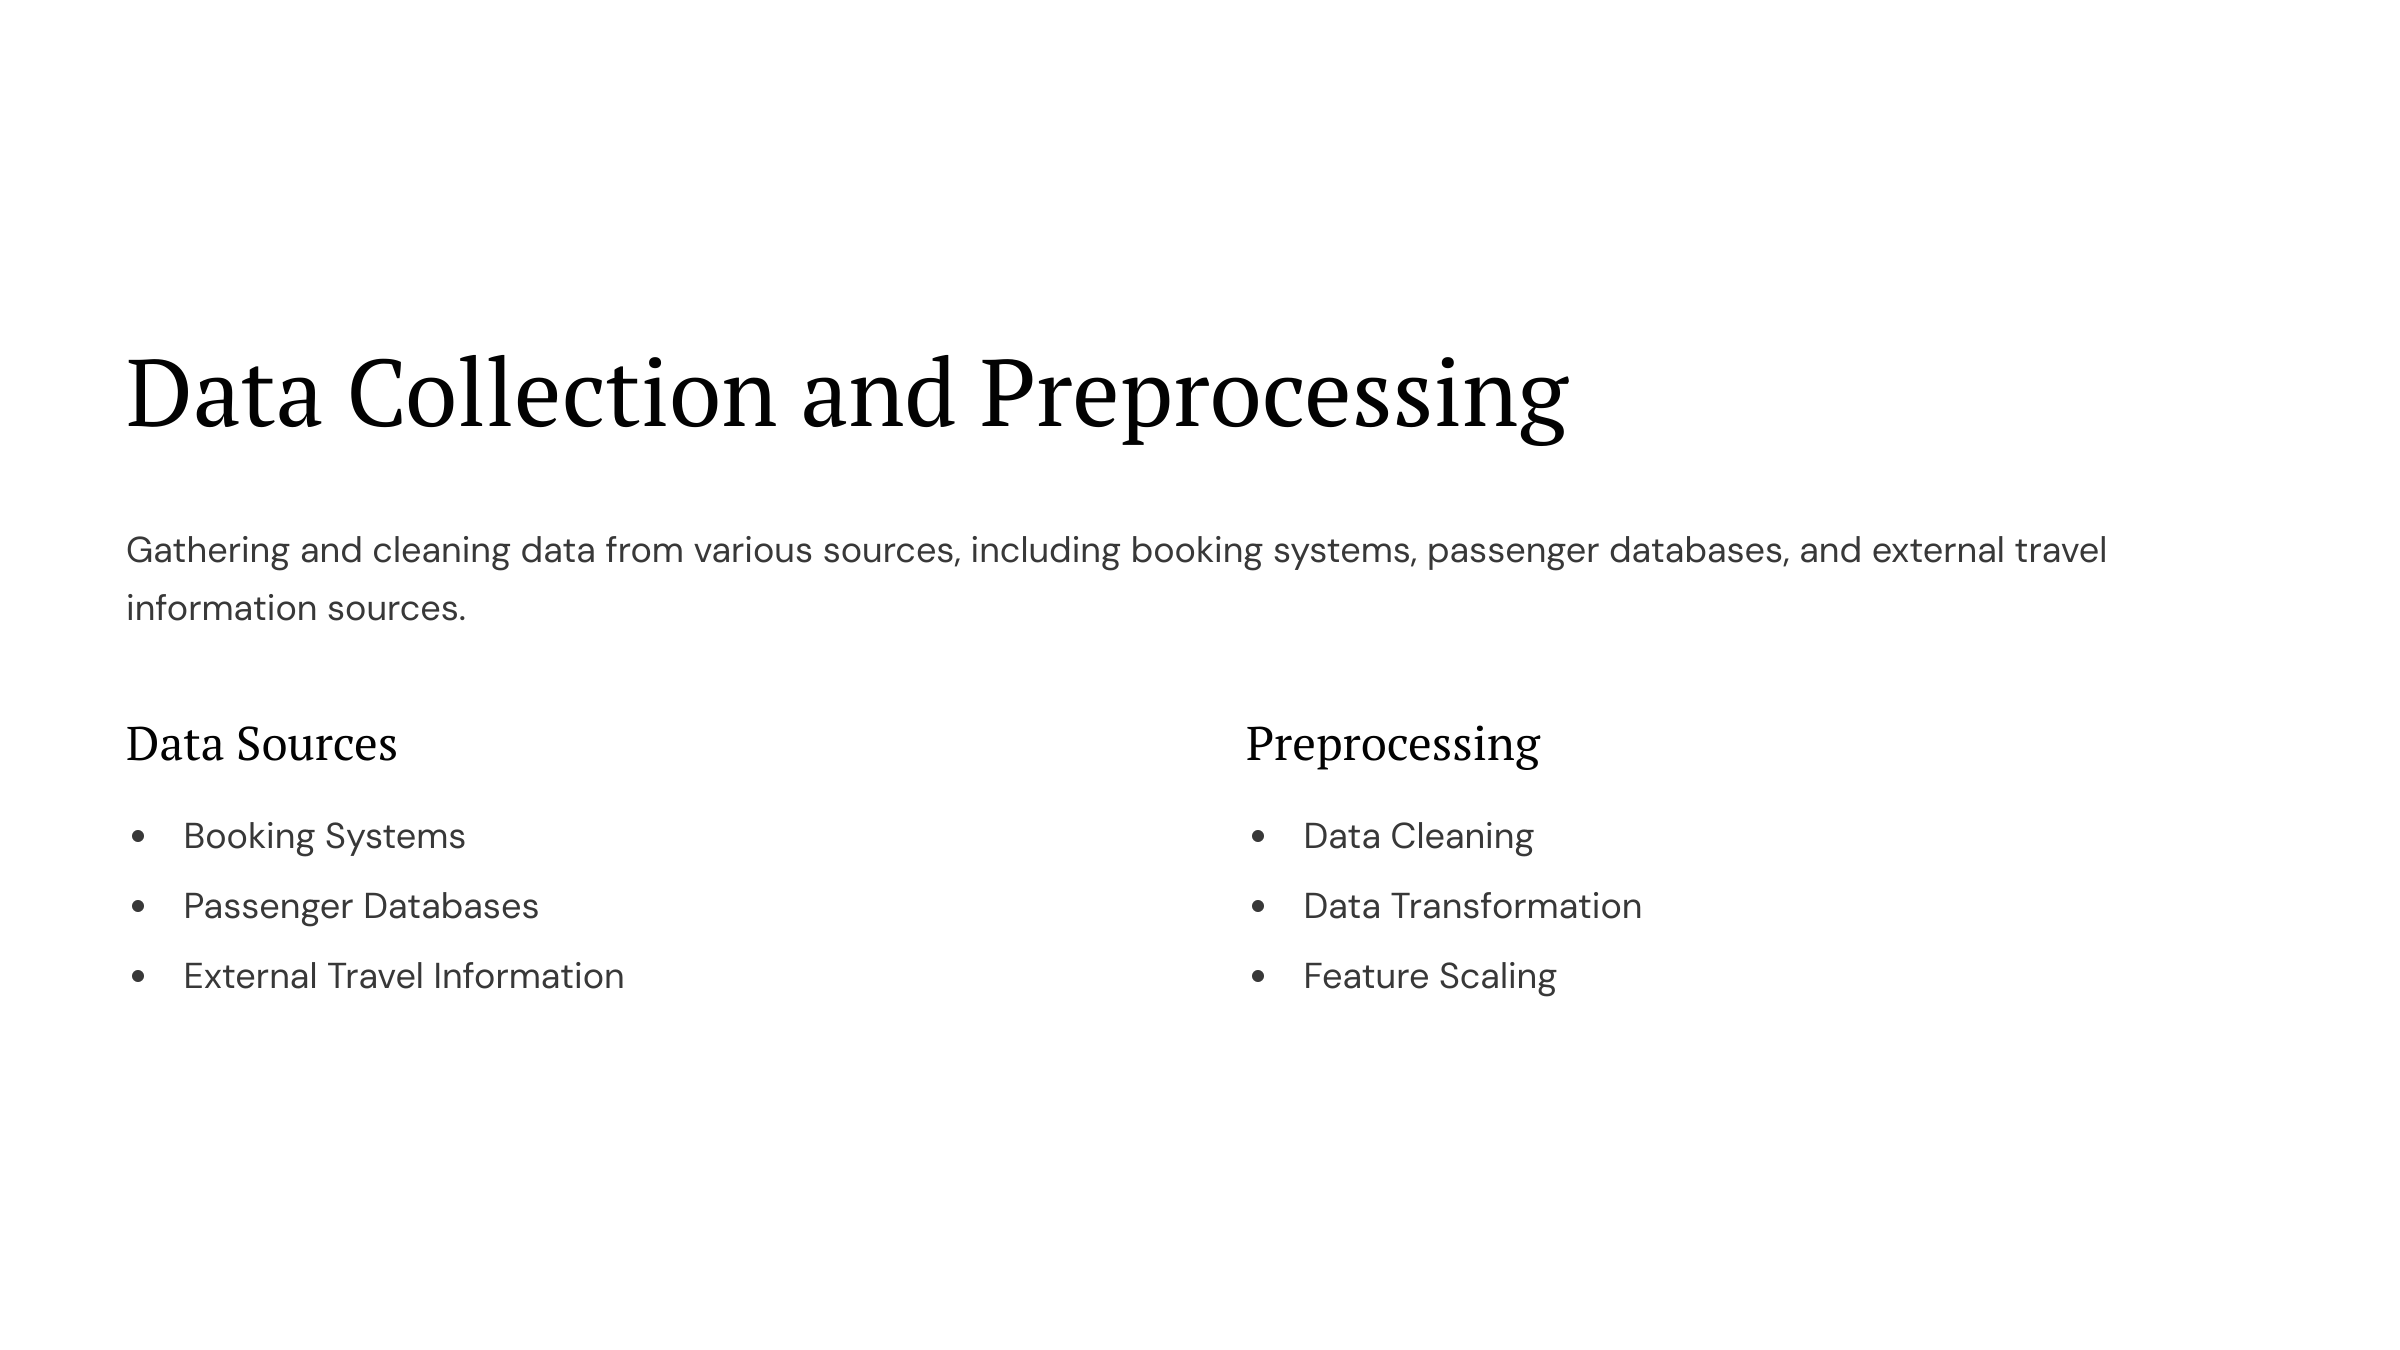 Data Collection and Preprocessing
Gathering and cleaning data from various sources, including booking systems, passenger databases, and external travel
information sources.
Data Sources
• Booking Systems
• Passenger Databases
• External Travel Information
Preprocessing
• Data Cleaning
• Data Transformation
• Feature Scaling